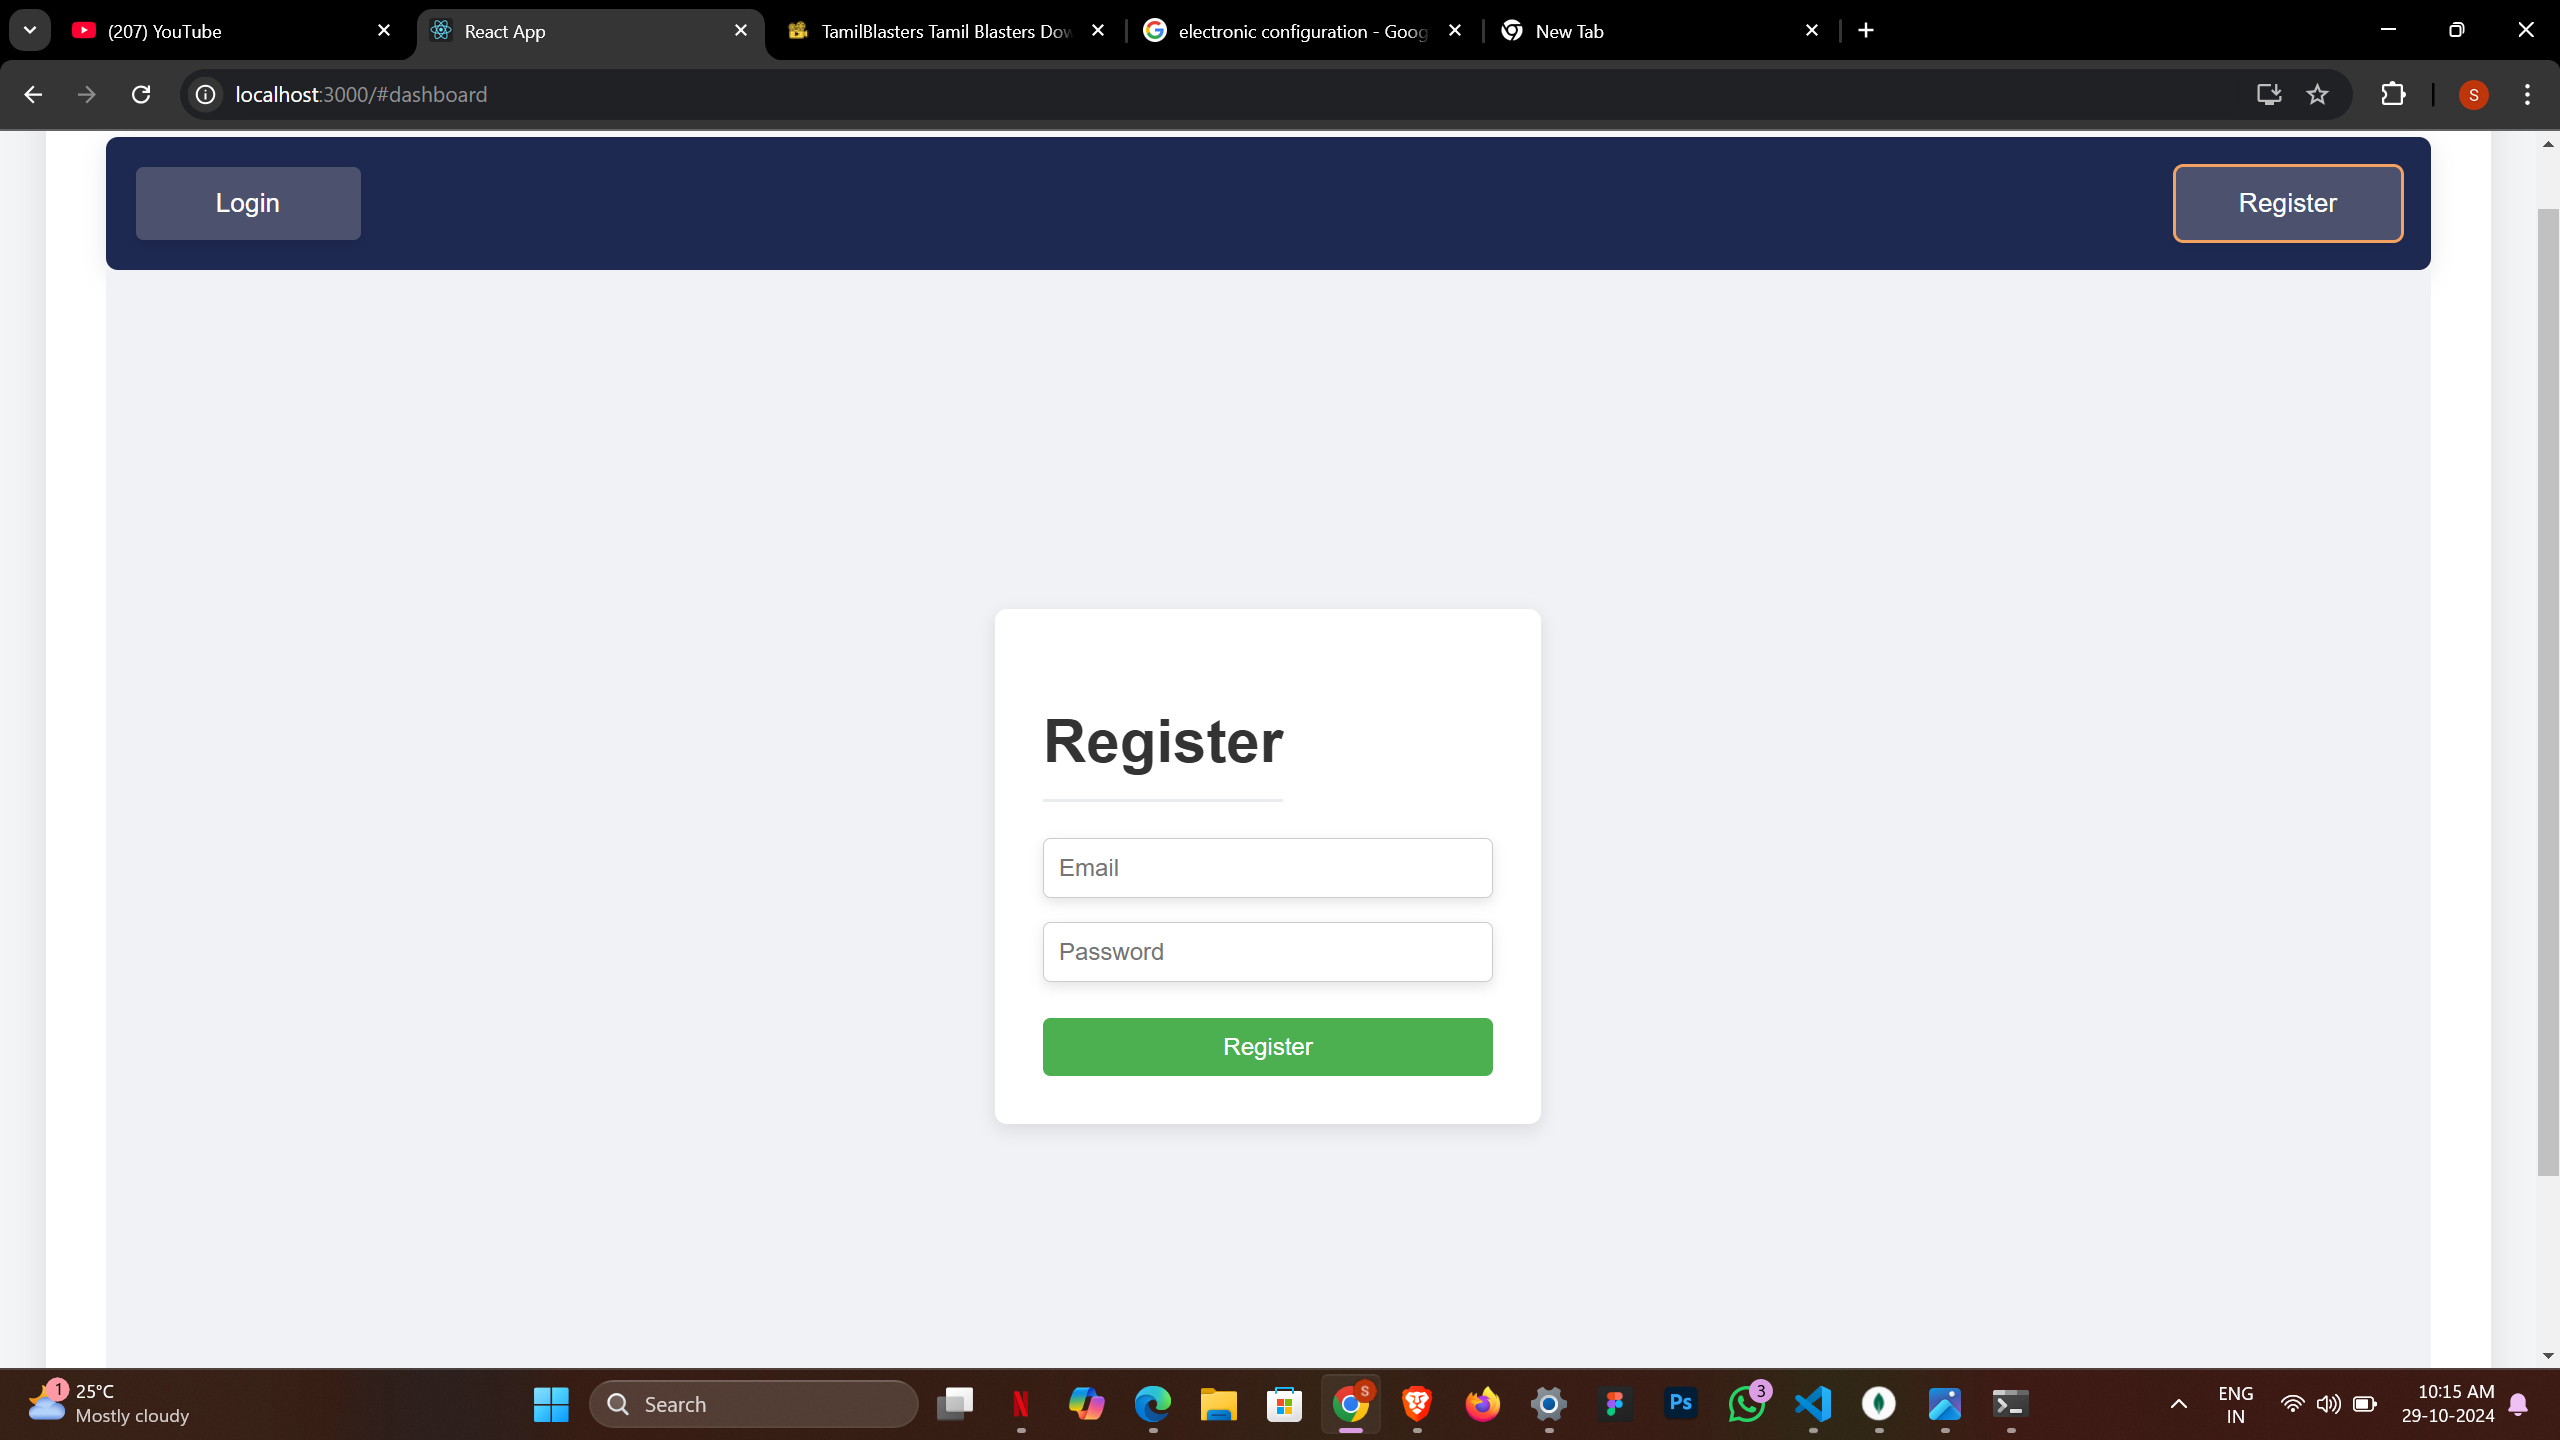 (207) YouTube
React App
TamilBlasters Tamil Blasters Dow
electronic configuration - Goog
New Tab
localhost:3000/#dashboard
S
Login
Register
Register
Email
Password
Register
1
25°C
Mostly cloudy
Search
N
S
Ps
3
ENG
IN
10:15 AM
29-10-2024